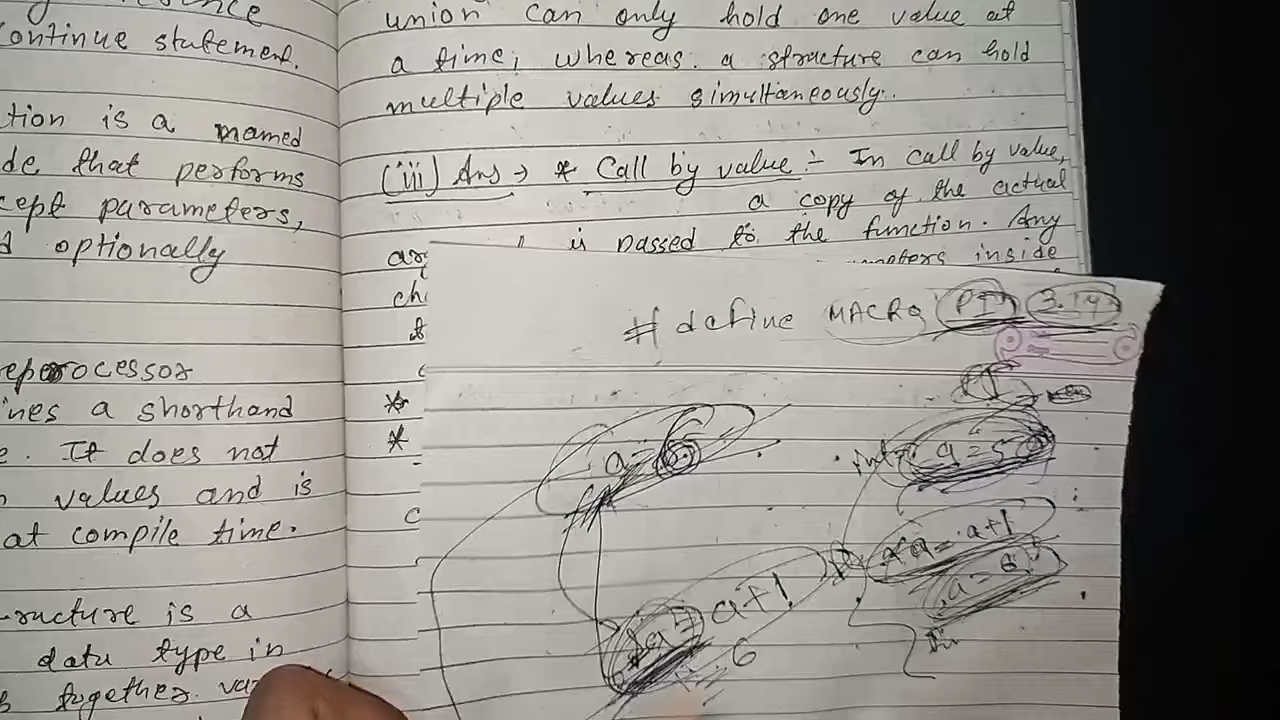 continue statement.
tion is a named
de that performs
cept parameters,
d optionally
reprocessor
ines a shorthand
e. It does not
values and is
at compile time.
ructure is a
data type in
together
union can only hold one value at
a time; whereas a structure can hold
multiple values simultaneously.
(iii) Ans → * Call by value :- In call by value,
a copy of the actual
is passed to the function. Any
inside
*
*
# define MACRO PI 3.14
PI
a = 5
a = a+1
a = 6
a =
a = a+1
6